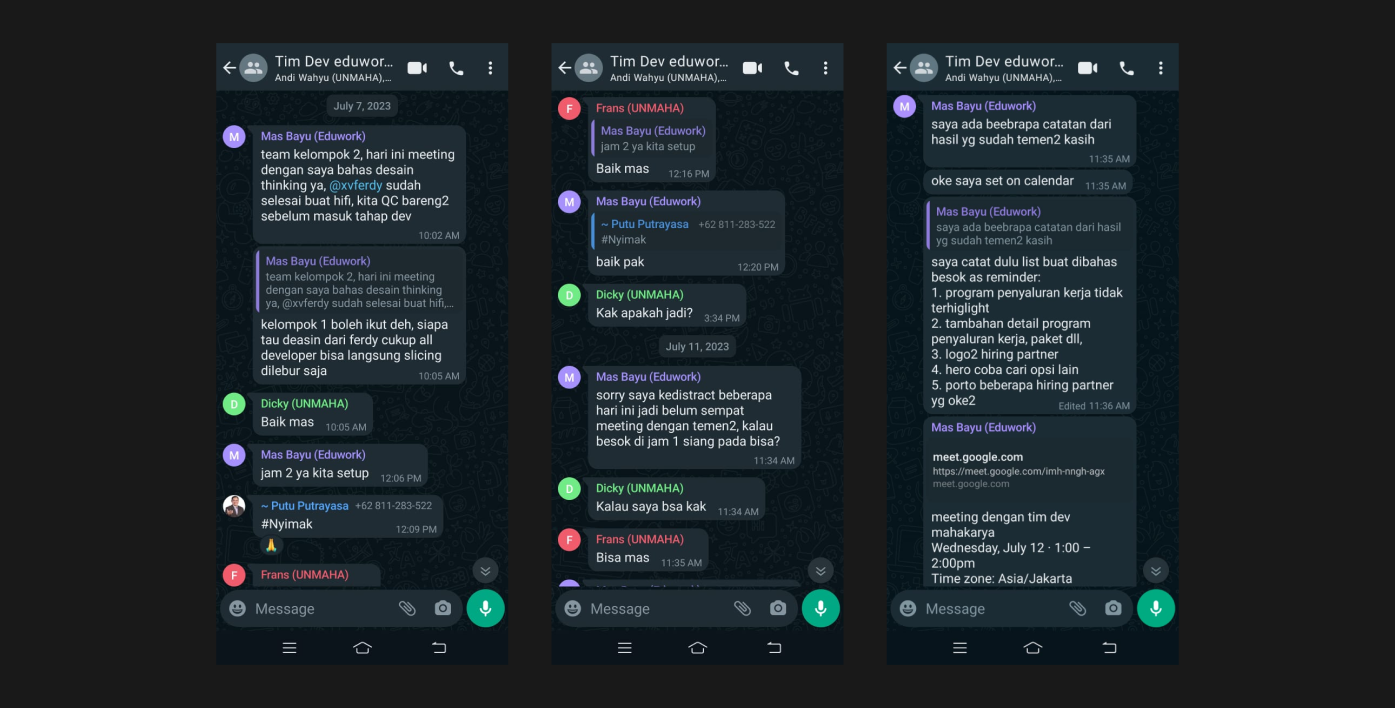 Tim Dev eduwor...
Andi Wahyu (UNMAHA),...
July 7, 2023
M
Mas Bayu (Eduwork)
team kelompok 2, hari ini meeting
dengan saya bahas desain
thinking ya, @xvferdy sudah
selesai buat hifi, kita QC bareng2
sebelum masuk tahap dev
10:02 AM
Mas Bayu (Eduwork)
team kelompok 2, hari ini meeting
dengan saya bahas desain thinking
ya, @xvferdy sudah selesai buat hifi,...
kelompok 1 boleh ikut deh, siapa
tau deasin dari ferdy cukup all
developer bisa langsung slicing
dilebur saja
10:05 AM
D
Dicky (UNMAHA)
Baik mas 10:05 AM
M
Mas Bayu (Eduwork)
jam 2 ya kita setup 12:06 PM
~ Putu Putrayasa +62 811-283-522
#Nyimak 12:09 PM
F
Frans (UNMAHA)
Message
Tim Dev eduwor...
Andi Wahyu (UNMAHA),...
F
Frans (UNMAHA)
Mas Bayu (Eduwork)
jam 2 ya kita setup
Baik mas 12:16 PM
M
Mas Bayu (Eduwork)
~ Putu Putrayasa +62 811-283-522
#Nyimak
baik pak 12:20 PM
D
Dicky (UNMAHA)
Kak apakah jadi? 3:34 PM
July 11, 2023
M
Mas Bayu (Eduwork)
sorry saya kedistract beberapa
hari ini jadi belum sempat
meeting dengan temen2, kalau
besok di jam 1 siang pada bisa?
11:34 AM
D
Dicky (UNMAHA)
Kalau saya bsa kak 11:34 AM
F
Frans (UNMAHA)
Bisa mas 11:35 AM
Message
Tim Dev eduwor...
Andi Wahyu (UNMAHA),...
M
Mas Bayu (Eduwork)
saya ada beebrapa catatan dari
hasil yg sudah temen2 kasih
11:35 AM
oke saya set on calendar 11:35 AM
Mas Bayu (Eduwork)
saya ada beebrapa catatan dari hasil
yg sudah temen2 kasih
saya catat dulu list buat dibahas
besok as reminder:
1. program penyaluran kerja tidak
terhiglight
2. tambahan detail program
penyaluran kerja, paket dll,
3. logo2 hiring partner
4. hero coba cari opsi lain
5. porto beberapa hiring partner
yg oke2
Edited 11:36 AM
Mas Bayu (Eduwork)
meet.google.com
https://meet.google.com/imh-nngh-agx
meet.google.com
meeting dengan tim dev
mahakarya
Wednesday, July 12 · 1:00 –
2:00pm
Time zone: Asia/Jakarta
Message